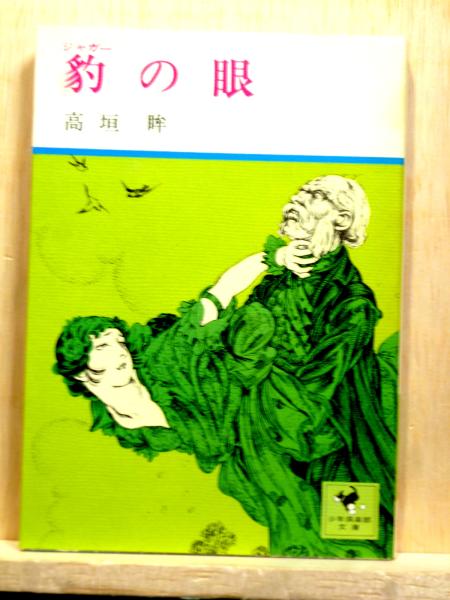 ジャガー
豹の眼
高垣 眸
少年倶楽部
文庫